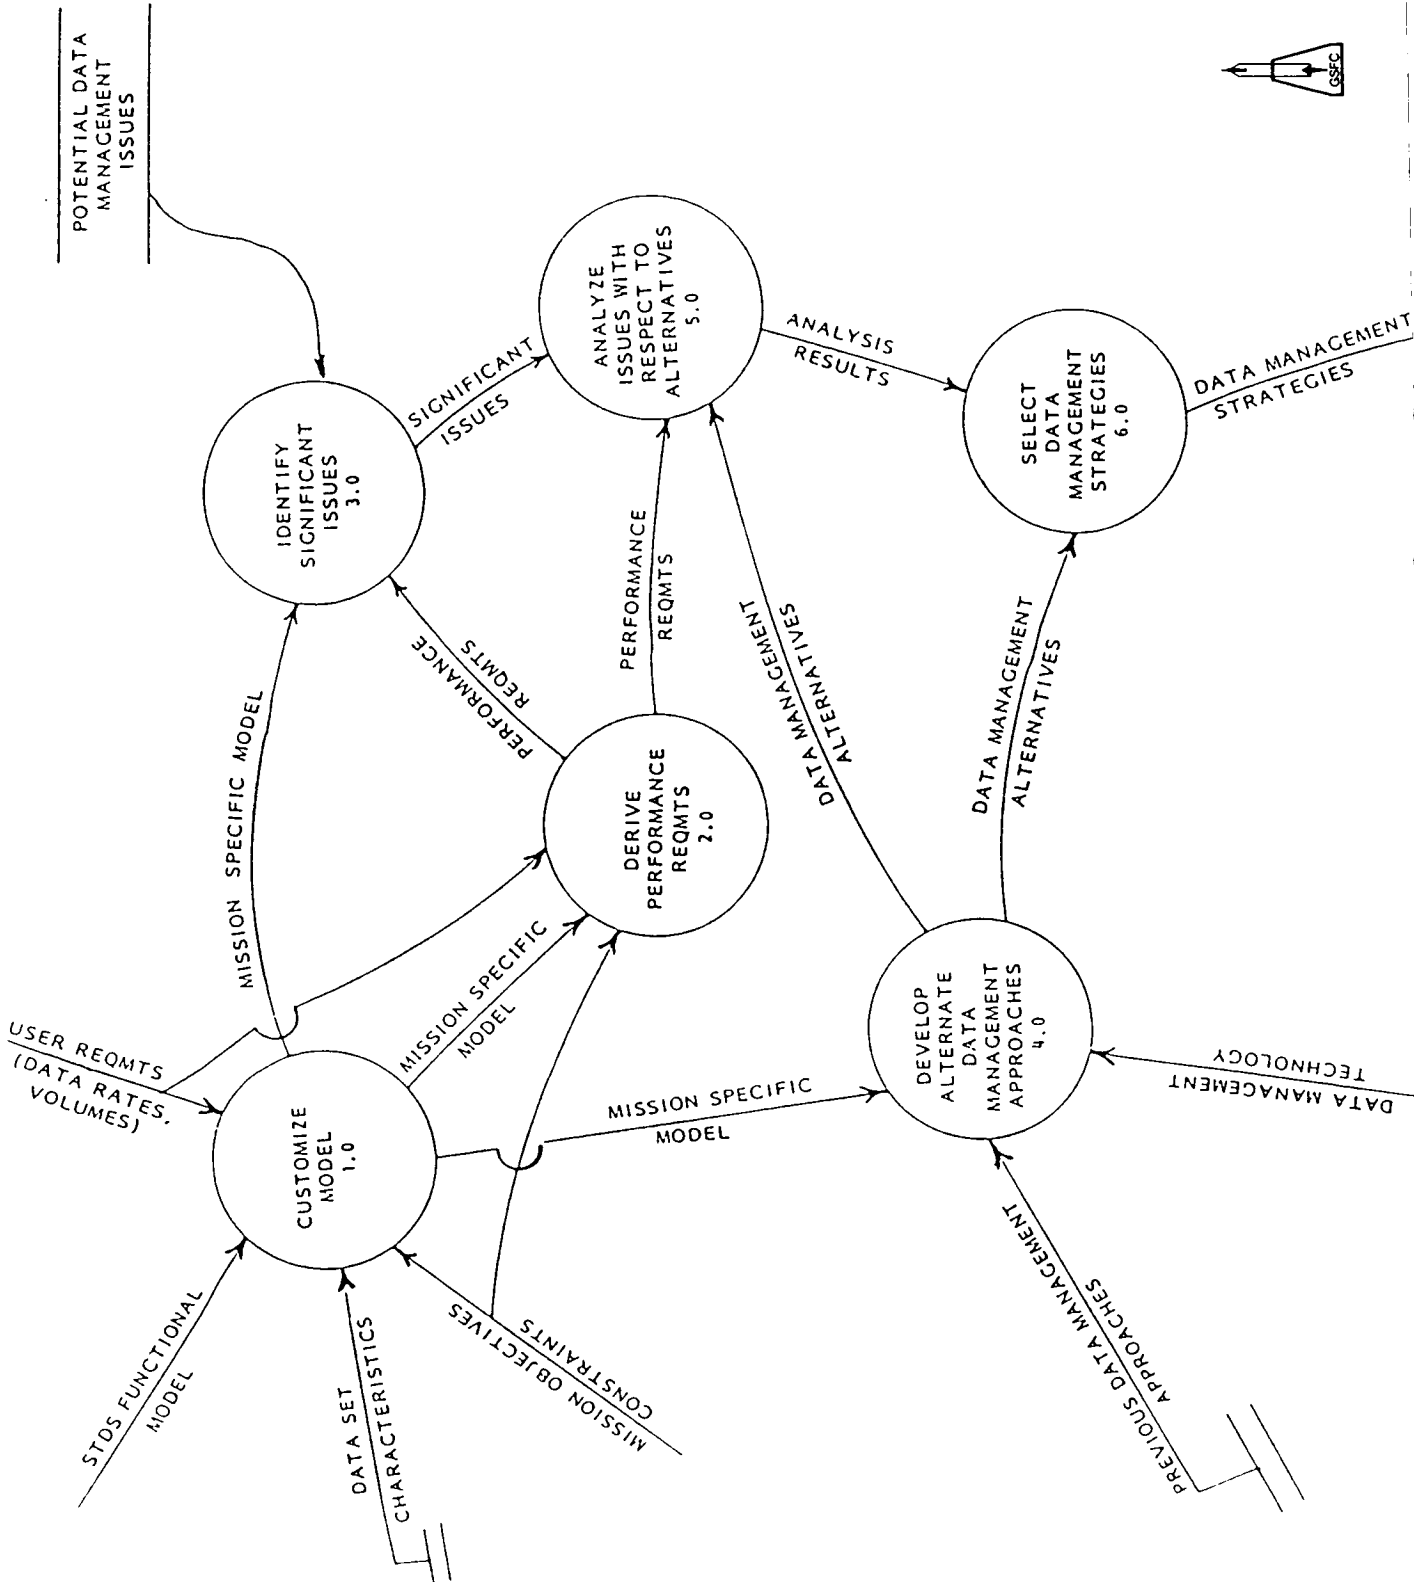 POTENTIAL DATA
MANAGEMENT
ISSUES
STDS FUNCTIONAL
MODEL
USER REQMTS
(DATA RATES,
VOLUMES)
DATA SET
CHARACTERISTICS
MISSION OBJECTIVES
CONSTRAINTS
CUSTOMIZE
MODEL
1.0
MISSION SPECIFIC MODEL
MISSION SPECIFIC
MODEL
MISSION SPECIFIC
MODEL
DERIVE
PERFORMANCE
REQMTS
2.0
PERFORMANCE
REQMTS
PERFORMANCE
REQMTS
IDENTIFY
SIGNIFICANT
ISSUES
3.0
SIGNIFICANT
ISSUES
PREVIOUS DATA MANAGEMENT
APPROACHES
DATA MANAGEMENT
TECHNOLOGY
DEVELOP
ALTERNATE
DATA
MANAGEMENT
APPROACHES
4.0
DATA MANAGEMENT
ALTERNATIVES
DATA MANAGEMENT
ALTERNATIVES
ANALYZE
ISSUES WITH
RESPECT TO
ALTERNATIVES
5.0
ANALYSIS
RESULTS
SELECT
DATA
MANAGEMENT
STRATEGIES
6.0
DATA MANAGEMENT
STRATEGIES
GSFC